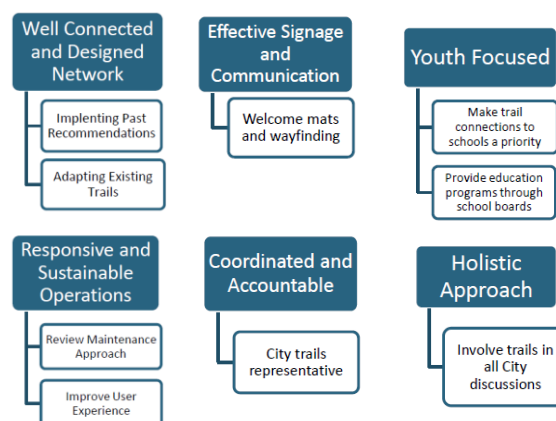 Well Connected
and Designed
Network
Implenting Past
Recommendations
Adapting Existing
Trails
Effective Signage
and
Communication
Welcome mats
and wayfinding
Youth Focused
Make trail
connections to
schools a priority
Provide education
programs through
school boards
Responsive and
Sustainable
Operations
Review Maintenance
Approach
Improve User
Experience
Coordinated and
Accountable
City trails
representative
Holistic
Approach
Involve trails in
all City
discussions